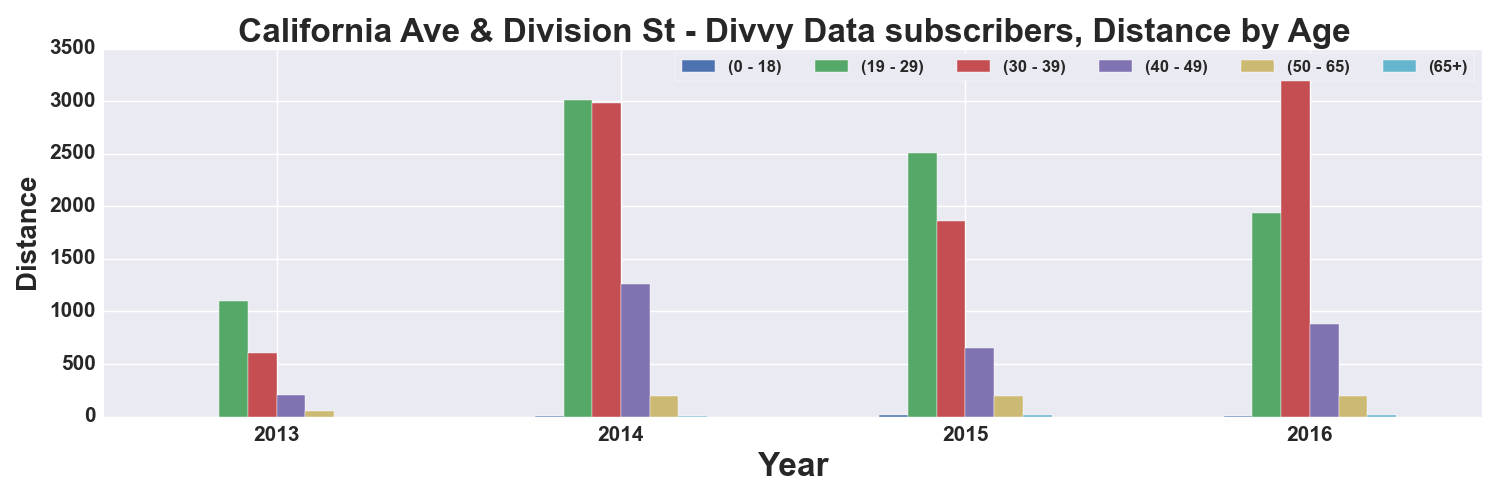 California Ave & Division St - Divvy Data subscribers, Distance by Age
(0 - 18) (19 - 29) (30 - 39) (40 - 49) (50 - 65) (65+)
3500
3000
2500
2000
1500
1000
500
0
Distance
2013 2014 2015 2016
Year